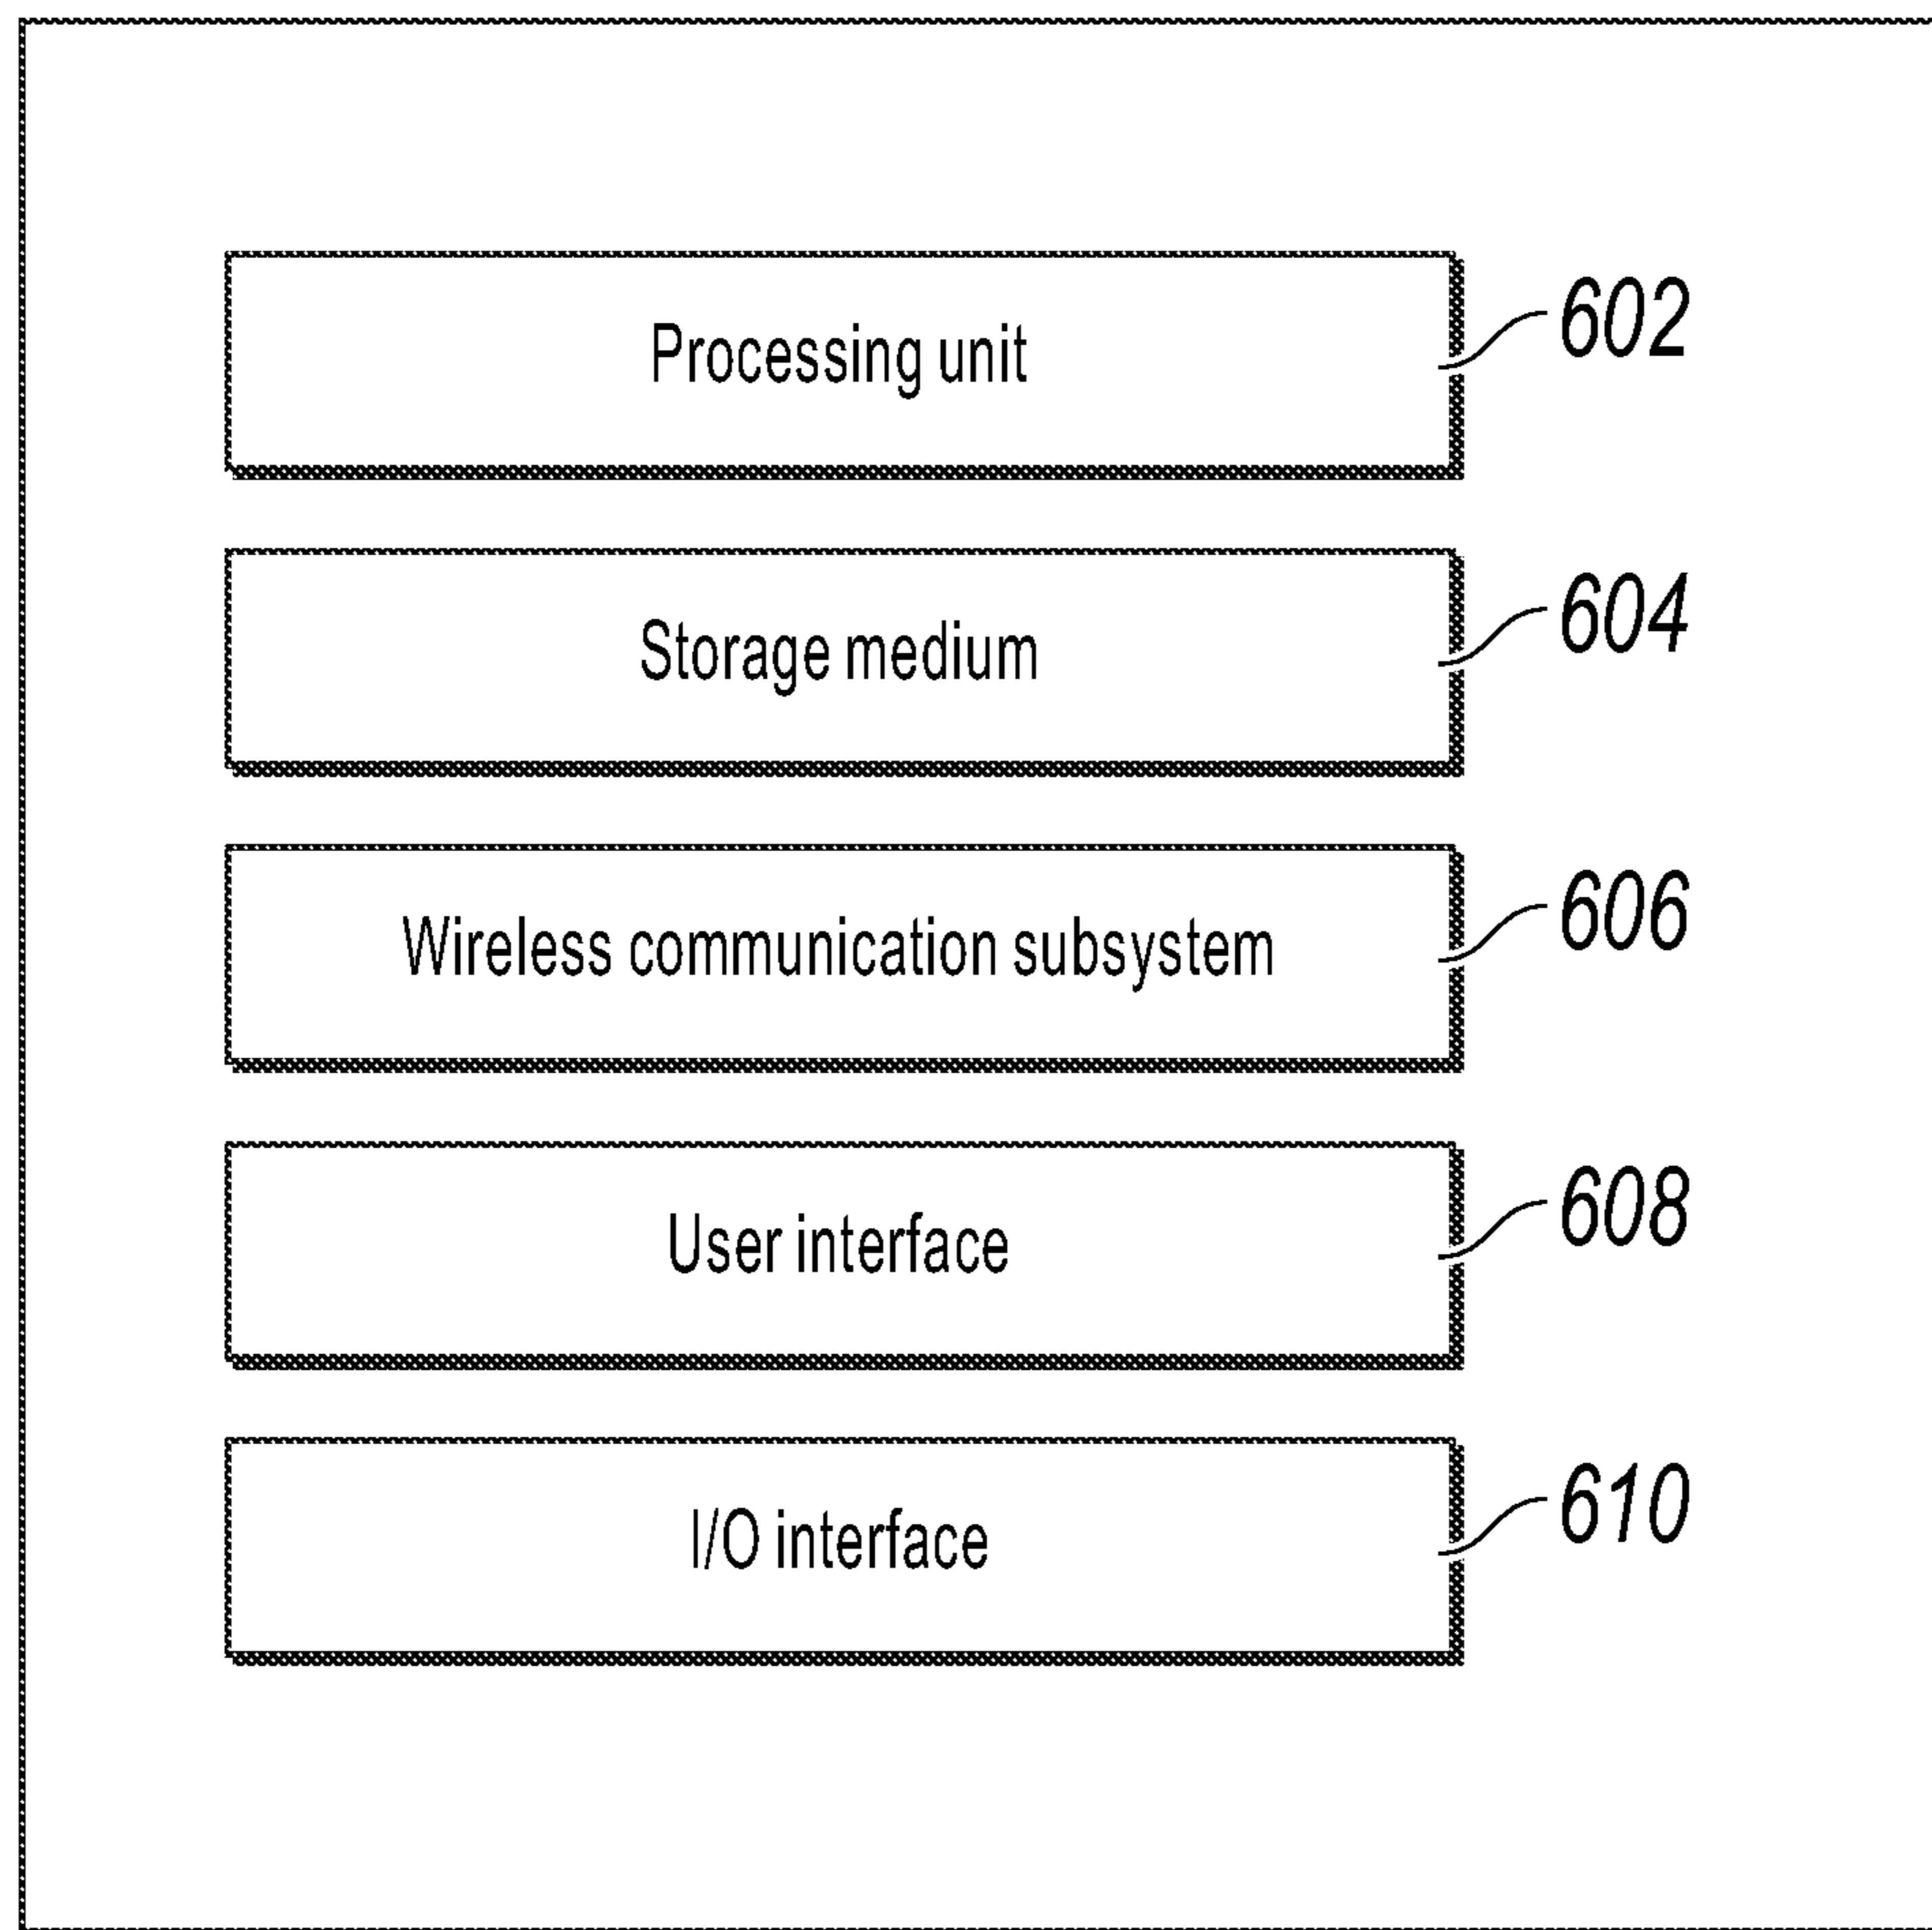 Processing unit 602
Storage medium 604
Wireless communication subsystem 606
User interface 608
I/O interface 610